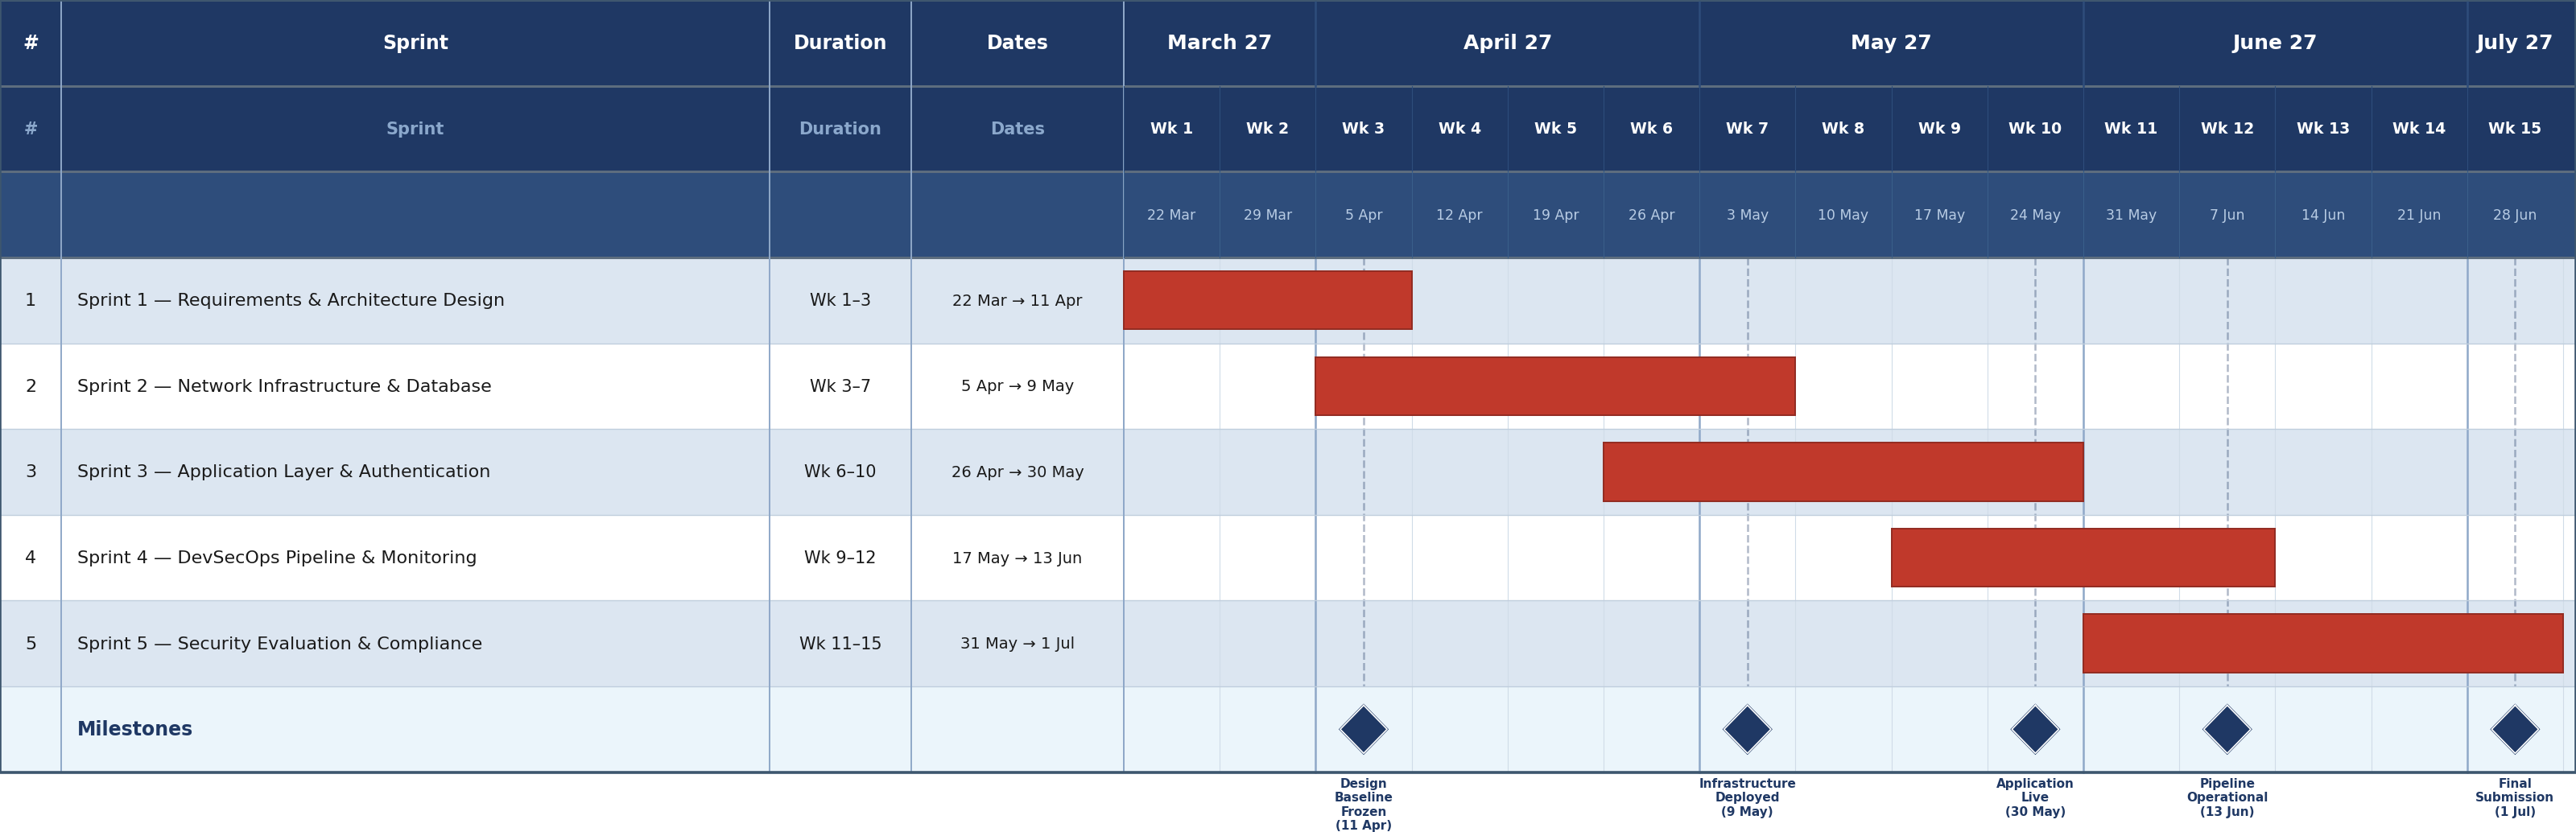 # Sprint Duration Dates March 27 April 27 May 27 June 27 July 27
# Sprint Duration Dates Wk 1 Wk 2 Wk 3 Wk 4 Wk 5 Wk 6 Wk 7 Wk 8 Wk 9 Wk 10 Wk 11 Wk 12 Wk 13 Wk 14 Wk 15
22 Mar 29 Mar 5 Apr 12 Apr 19 Apr 26 Apr 3 May 10 May 17 May 24 May 31 May 7 Jun 14 Jun 21 Jun 28 Jun
1 Sprint 1 — Requirements & Architecture Design Wk 1–3 22 Mar → 11 Apr
2 Sprint 2 — Network Infrastructure & Database Wk 3–7 5 Apr → 9 May
3 Sprint 3 — Application Layer & Authentication Wk 6–10 26 Apr → 30 May
4 Sprint 4 — DevSecOps Pipeline & Monitoring Wk 9–12 17 May → 13 Jun
5 Sprint 5 — Security Evaluation & Compliance Wk 11–15 31 May → 1 Jul
Milestones
Design
Baseline
Frozen
(11 Apr)
Infrastructure
Deployed
(9 May)
Application
Live
(30 May)
Pipeline
Operational
(13 Jun)
Final
Submission
(1 Jul)